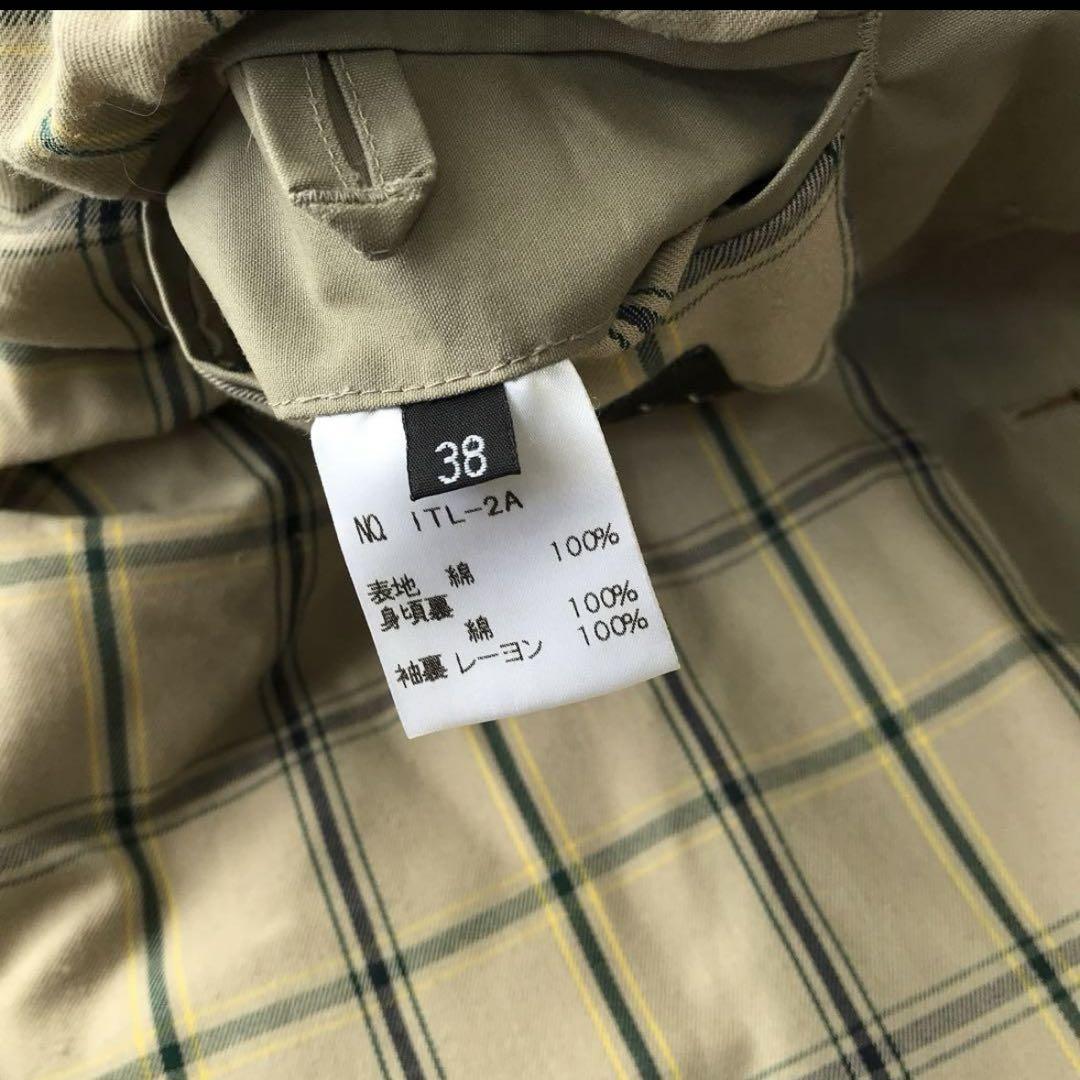 38
NO. ITL-2A
表地 綿 100%
身頃裏 綿 100%
袖裏 レーヨン 100%